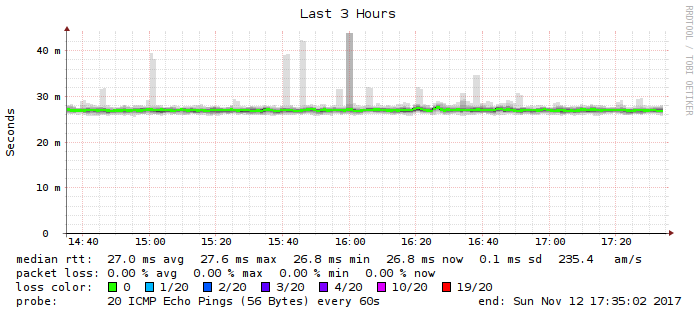 Last 3 Hours
RRDTOOL / TOBI OETIKER
Seconds
40 m
30 m
20 m
10 m
0
14:40 15:00 15:20 15:40 16:00 16:20 16:40 17:00 17:20
median rtt: 27.0 ms avg 27.6 ms max 26.8 ms min 26.8 ms now 0.1 ms sd 235.4 am/s
packet loss: 0.00 % avg 0.00 % max 0.00 % min 0.00 % now
loss color: 0 1/20 2/20 3/20 4/20 10/20 19/20
probe: 20 ICMP Echo Pings (56 Bytes) every 60s end: Sun Nov 12 17:35:02 2017